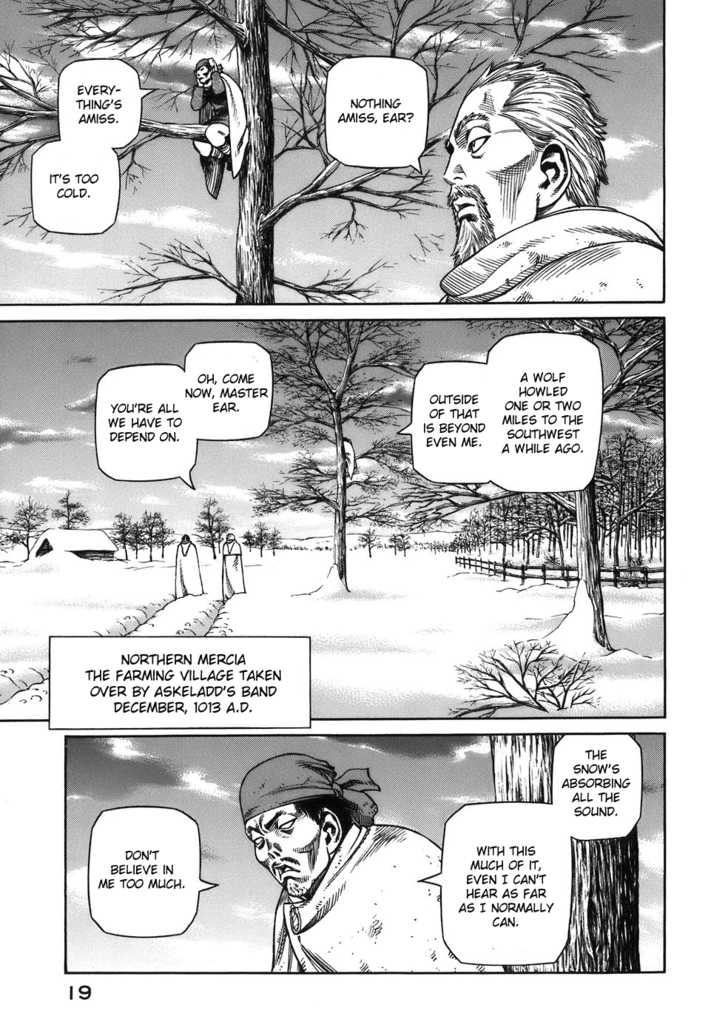 NOTHING
AMISS, EAR?
EVERY-
THING'S
AMISS.
IT'S TOO
COLD.
A WOLF
HOWLED
ONE OR TWO
MILES TO THE
SOUTHWEST
A WHILE AGO.
OUTSIDE
OF THAT
IS BEYOND
EVEN ME.
OH, COME
NOW, MASTER
EAR.
YOU'RE ALL
WE HAVE TO
DEPEND ON.
NORTHERN MERCIA
THE FARMING VILLAGE TAKEN
OVER BY ASKELADD'S BAND
DECEMBER, 1013 A.D.
THE
SNOW'S
ABSORBING
ALL THE
SOUND.
WITH THIS
MUCH OF IT,
EVEN I CAN'T
HEAR AS FAR
AS I NORMALLY
CAN.
DON'T
BELIEVE IN
ME TOO MUCH.
19